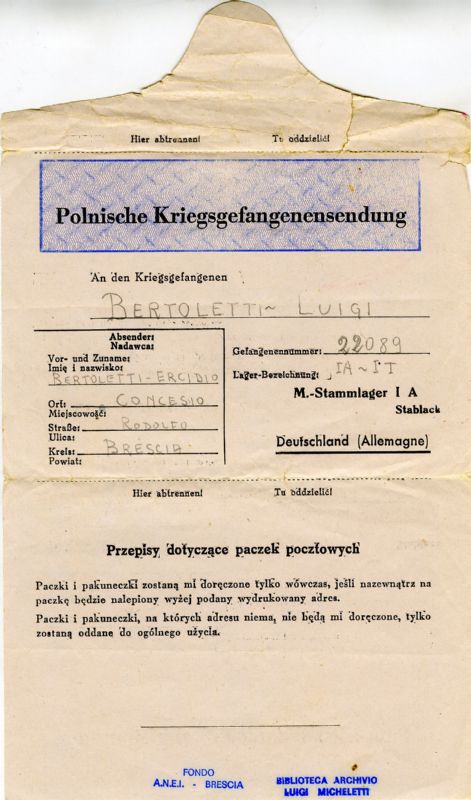 Hier abtrennen! Tu oddzielić!
Polnische Kriegsgefangenensendung
An den Kriegsgefangenen
BERTOLETTI~ LUIGI
Absender:
Nadawca:
Vor- und Zuname:
Imię i nazwisko:
BERTOLETTI-ERCIDIO
Ort: CONCESIO
Miejscowość:
Straße: RODOLFO
Ulica:
Kreis: BRESCIA
Powiat:
Gefangenennummer: 22089
Lager-Bezeichnung: IA~IT
M.-Stammlager I A
Stablack
Deutschland (Allemagne)
Hier abtrennen! Tu oddzielić!
Przepisy dotyczące paczek pocztowych
Paczki i pakuneczki zostaną mi doręczone tylko wówczas, jeśli nazewnątrz na
paczkę będzie nalepiony wyżej podany wydrukowany adres.
Paczki i pakuneczki, na których adresu niema, nie będą mi doręczone, tylko
zostaną oddane do ogólnego użycia.
FONDO
A.N.E.I. - BRESCIA
BIBLIOTECA ARCHIVIO
LUIGI MICHELETTI